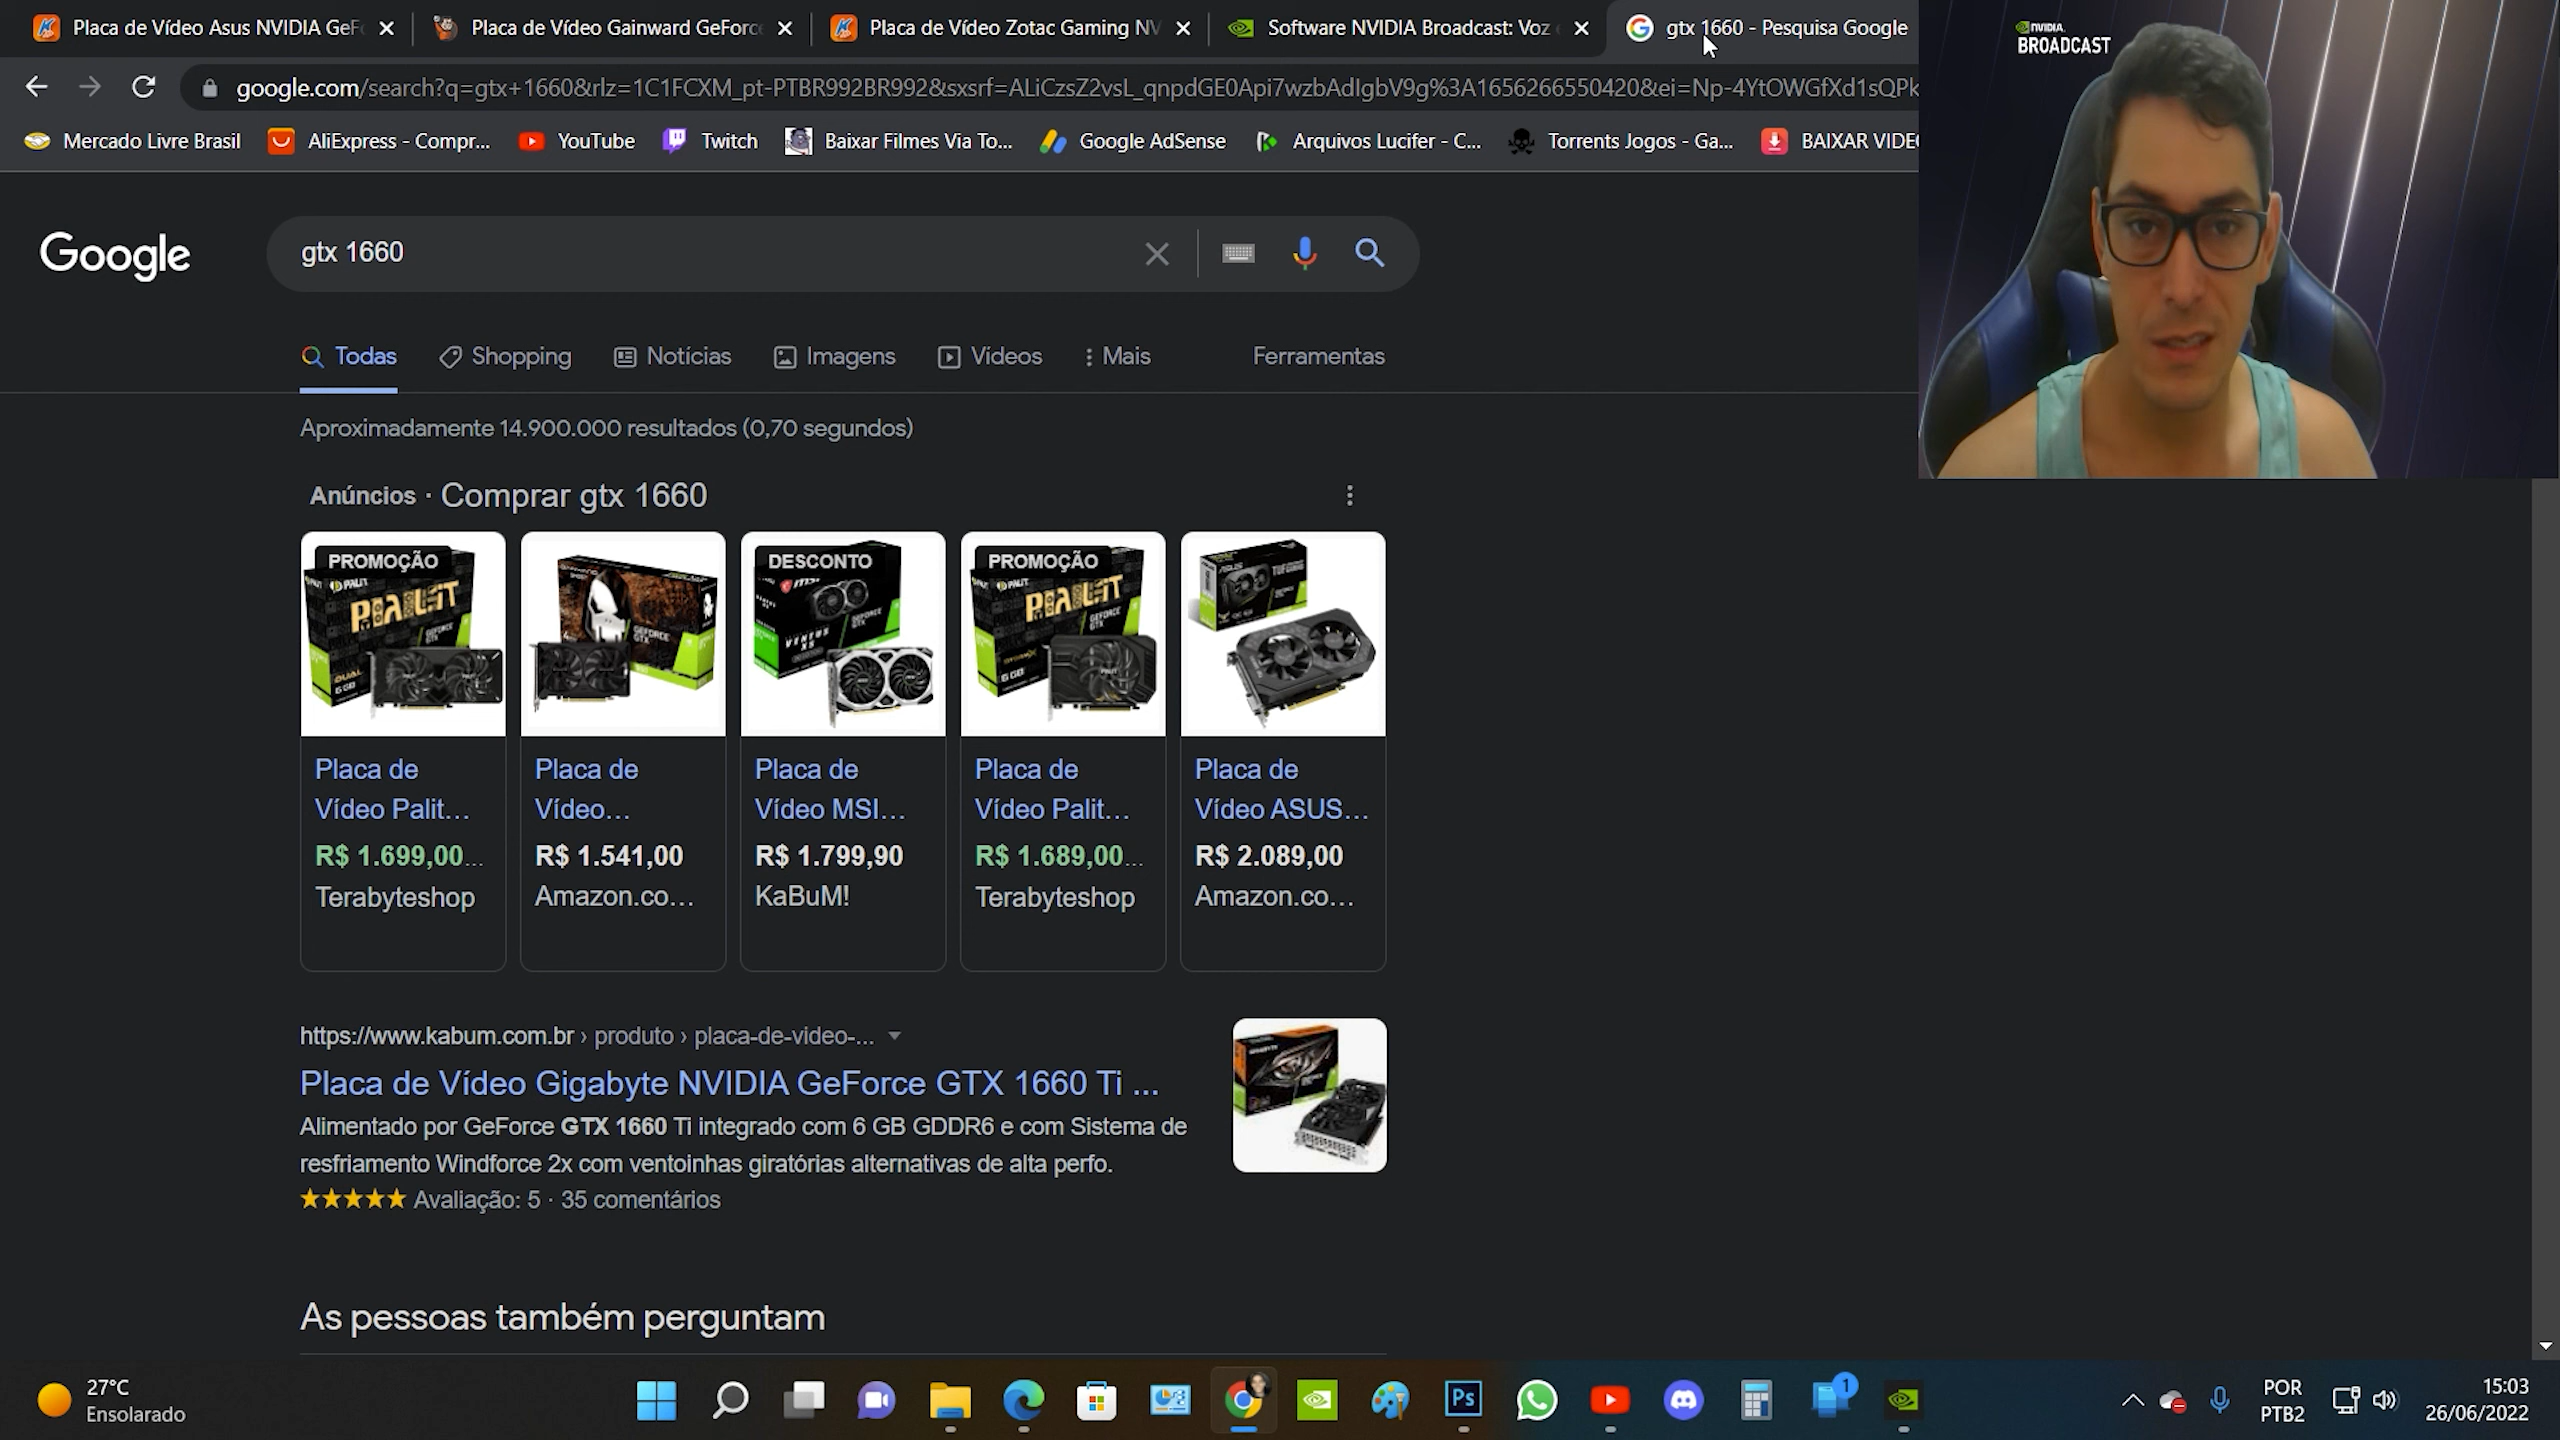 Placa de Vídeo Asus NVIDIA GeF
Placa de Vídeo Gainward GeForc
Placa de Vídeo Zotac Gaming NV
Software NVIDIA Broadcast: Voz
gtx 1660 - Pesquisa Google
NVIDIA.
BROADCAST
google.com/search?q=gtx+1660&rlz=1C1FCXM_pt-PTBR992BR992&sxsrf=ALiCzsZ2vsL_qnpdGE0Api7wzbAdIgbV9g%3A1656266550420&ei=Np-4YtOWGfXd1sQPk
Mercado Livre Brasil
AliExpress - Compr...
YouTube
Twitch
Baixar Filmes Via To...
Google AdSense
Arquivos Lucifer - C...
Torrents Jogos - Ga...
BAIXAR VIDEO
Google
gtx 1660
Todas
Shopping
Notícias
Imagens
Vídeos
Mais
Ferramentas
Aproximadamente 14.900.000 resultados (0,70 segundos)
Anúncios · Comprar gtx 1660
PROMOÇÃO
DESCONTO
PROMOÇÃO
PALIT
PALIT
Placa de
Vídeo Palit...
R$ 1.699,00...
Terabyteshop
Placa de
Vídeo...
R$ 1.541,00
Amazon.co...
Placa de
Vídeo MSI...
R$ 1.799,90
KaBuM!
Placa de
Vídeo Palit...
R$ 1.689,00...
Terabyteshop
Placa de
Vídeo ASUS...
R$ 2.089,00
Amazon.co...
https://www.kabum.com.br › produto › placa-de-video-...
Placa de Vídeo Gigabyte NVIDIA GeForce GTX 1660 Ti ...
Alimentado por GeForce GTX 1660 Ti integrado com 6 GB GDDR6 e com Sistema de
resfriamento Windforce 2x com ventoinhas giratórias alternativas de alta perfo.
Avaliação: 5 · 35 comentários
As pessoas também perguntam
27°C
Ensolarado
Ps
1
POR
PTB2
15:03
26/06/2022